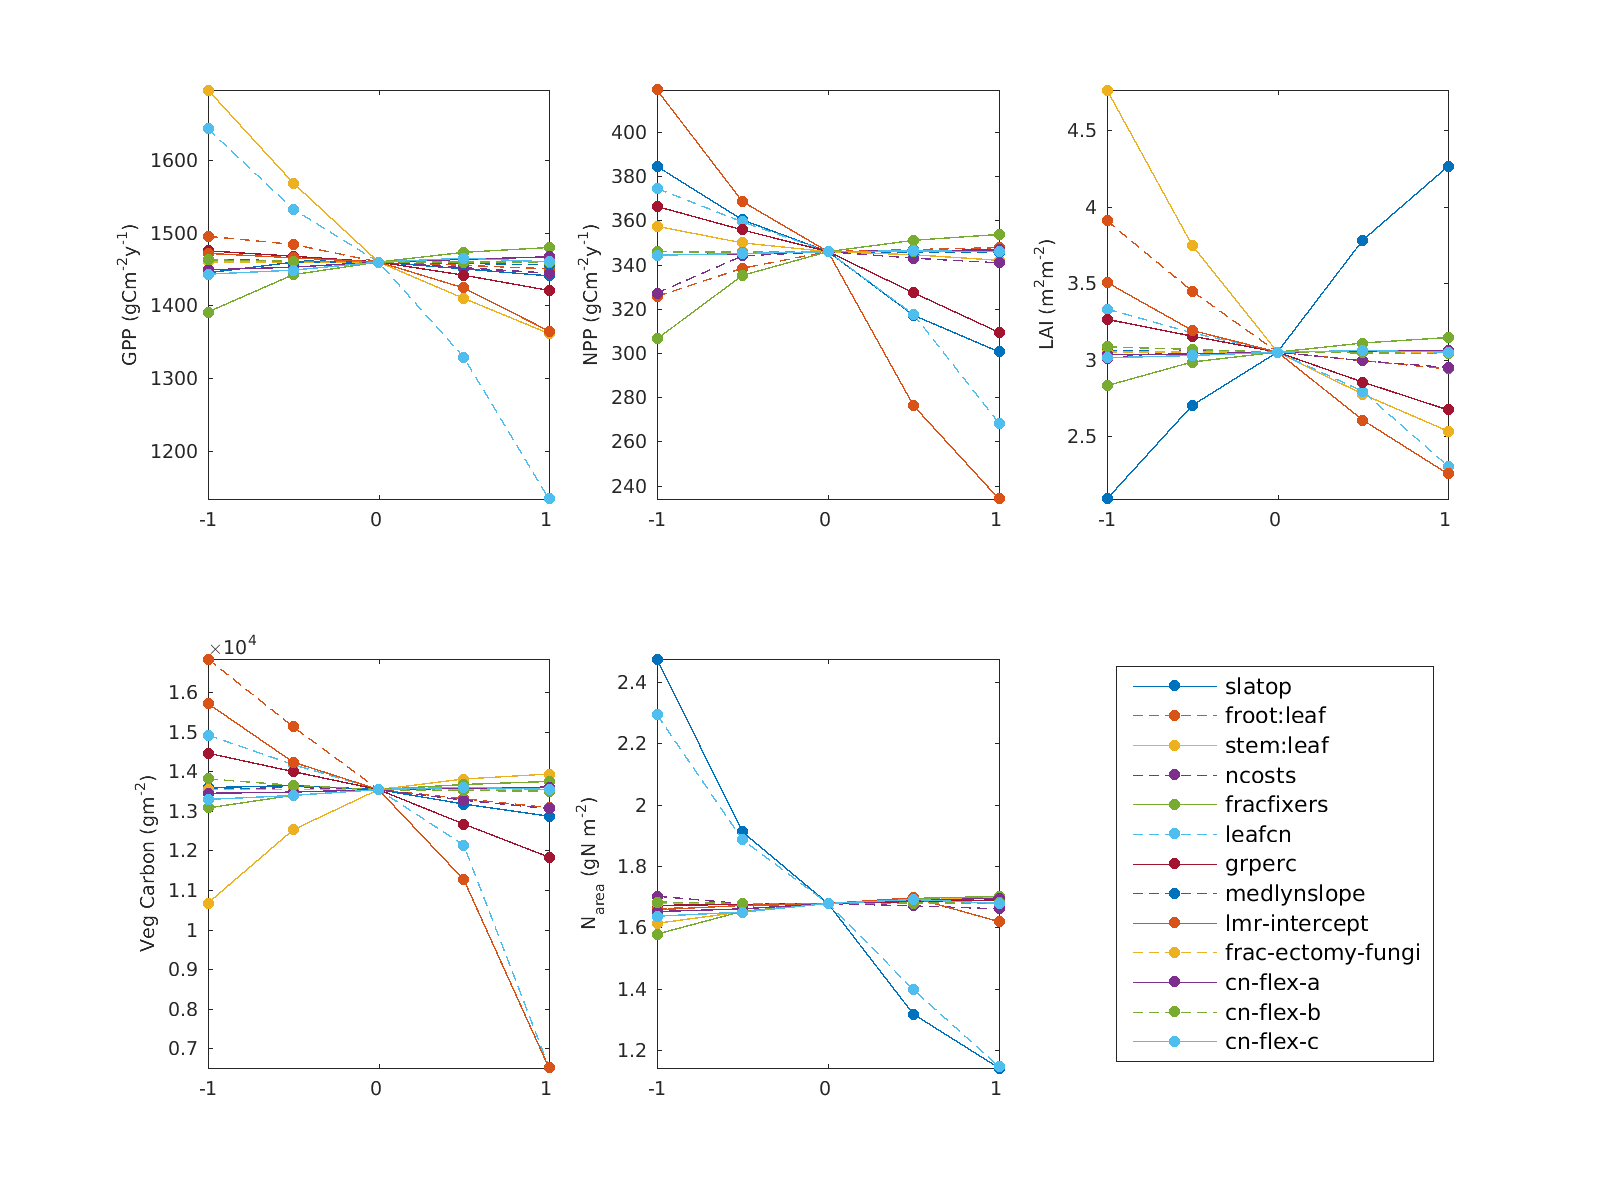 GPP (gCm-2y-1)
1600
1500
1400
1300
1200
-1 0 1
NPP (gCm-2y-1)
400
380
360
340
320
300
280
260
240
-1 0 1
LAI (m2m-2)
4.5
4
3.5
3
2.5
-1 0 1
×104
Veg Carbon (gm-2)
1.6
1.5
1.4
1.3
1.2
1.1
1
0.9
0.8
0.7
-1 0 1
Narea (gN m-2)
2.4
2.2
2
1.8
1.6
1.4
1.2
-1 0 1
slatop
froot:leaf
stem:leaf
ncosts
fracfixers
leafcn
grperc
medlynslope
lmr-intercept
frac-ectomy-fungi
cn-flex-a
cn-flex-b
cn-flex-c